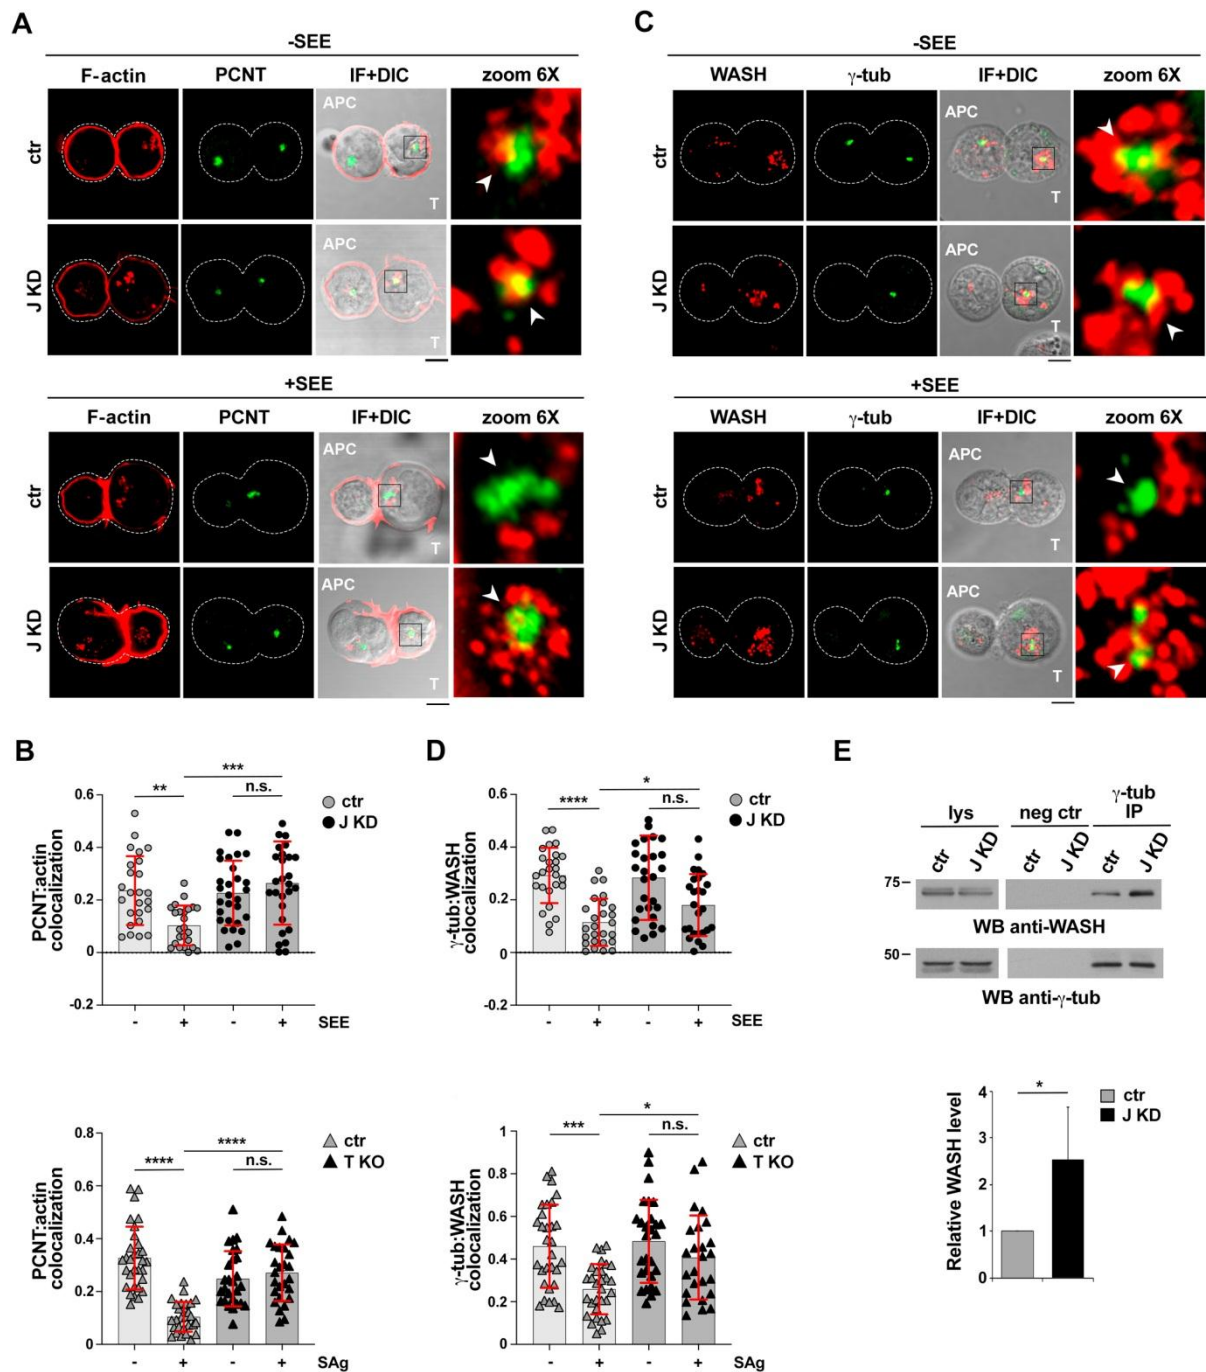 A
-SEE
F-actin PCNT IF+DIC zoom 6X
ctr
APC
T
J KD
APC
T
+SEE
F-actin PCNT IF+DIC zoom 6X
ctr
APC
T
J KD
APC
T
C
-SEE
WASH γ-tub IF+DIC zoom 6X
ctr
APC
T
J KD
APC
T
+SEE
WASH γ-tub IF+DIC zoom 6X
ctr
APC
T
J KD
APC
T
B
PCNT:actin
colocalization
0.6
0.4
0.2
0
-0.2
***
** n.s.
ctr
J KD
- + - + SEE
PCNT:actin
colocalization
0.8
0.6
0.4
0.2
0
****
**** n.s.
ctr
T KO
- + - + SAg
D
γ-tub:WASH
colocalization
0.6
0.4
0.2
0
-0.2
*
**** n.s.
ctr
J KD
- + - + SEE
γ-tub:WASH
colocalization
1
0.8
0.6
0.4
0.2
0
*
*** n.s.
ctr
T KO
- + - + SAg
E
γ-tub
lys neg ctr IP
ctr J KD ctr J KD ctr J KD
75
WB anti-WASH
50
WB anti-γ-tub
Relative WASH level
4
3
2
1
0
*
ctr
J KD